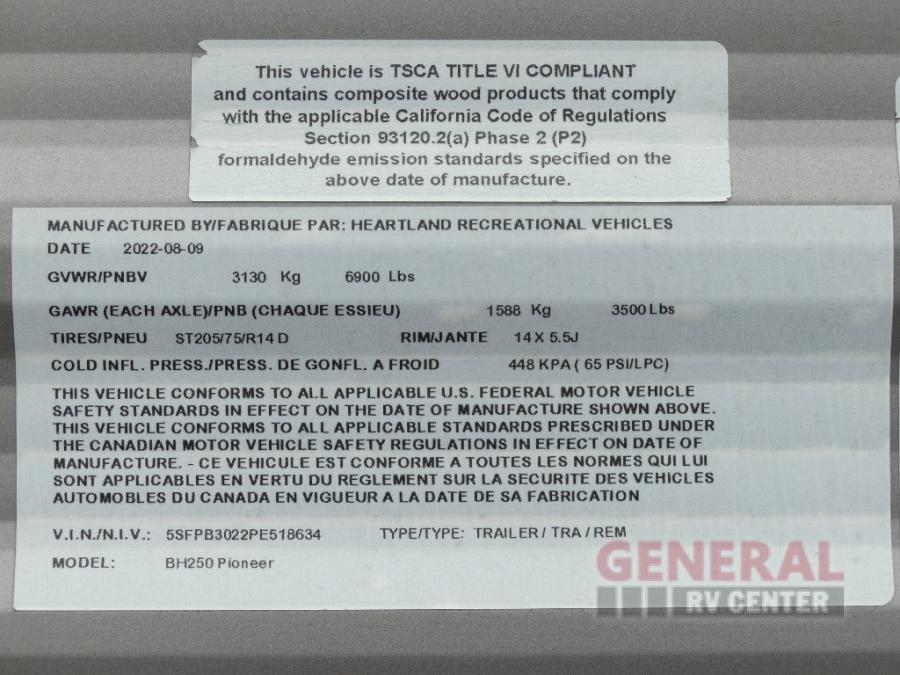 This vehicle is TSCA TITLE VI COMPLIANT
and contains composite wood products that comply
with the applicable California Code of Regulations
Section 93120.2(a) Phase 2 (P2)
formaldehyde emission standards specified on the
above date of manufacture.
MANUFACTURED BY/FABRIQUE PAR: HEARTLAND RECREATIONAL VEHICLES
DATE 2022-08-09
GVWR/PNBV 3130 Kg 6900 Lbs
GAWR (EACH AXLE)/PNB (CHAQUE ESSIEU) 1588 Kg 3500 Lbs
TIRES/PNEU ST205/75/R14 D RIM/JANTE 14 X 5.5J
COLD INFL. PRESS./PRESS. DE GONFL. A FROID 448 KPA ( 65 PSI/LPC)
THIS VEHICLE CONFORMS TO ALL APPLICABLE U.S. FEDERAL MOTOR VEHICLE
SAFETY STANDARDS IN EFFECT ON THE DATE OF MANUFACTURE SHOWN ABOVE.
THIS VEHICLE CONFORMS TO ALL APPLICABLE STANDARDS PRESCRIBED UNDER
THE CANADIAN MOTOR VEHICLE SAFETY REGULATIONS IN EFFECT ON DATE OF
MANUFACTURE. - CE VEHICULE EST CONFORME A TOUTES LES NORMES QUI LUI
SONT APPLICABLES EN VERTU DU REGLEMENT SUR LA SECURITE DES VEHICLES
AUTOMOBLES DU CANADA EN VIGUEUR A LA DATE DE SA FABRICATION
V.I.N./N.I.V.: 5SFPB3022PE518634 TYPE/TYPE: TRAILER / TRA / REM
MODEL: BH250 Pioneer
GENERAL
RV CENTER